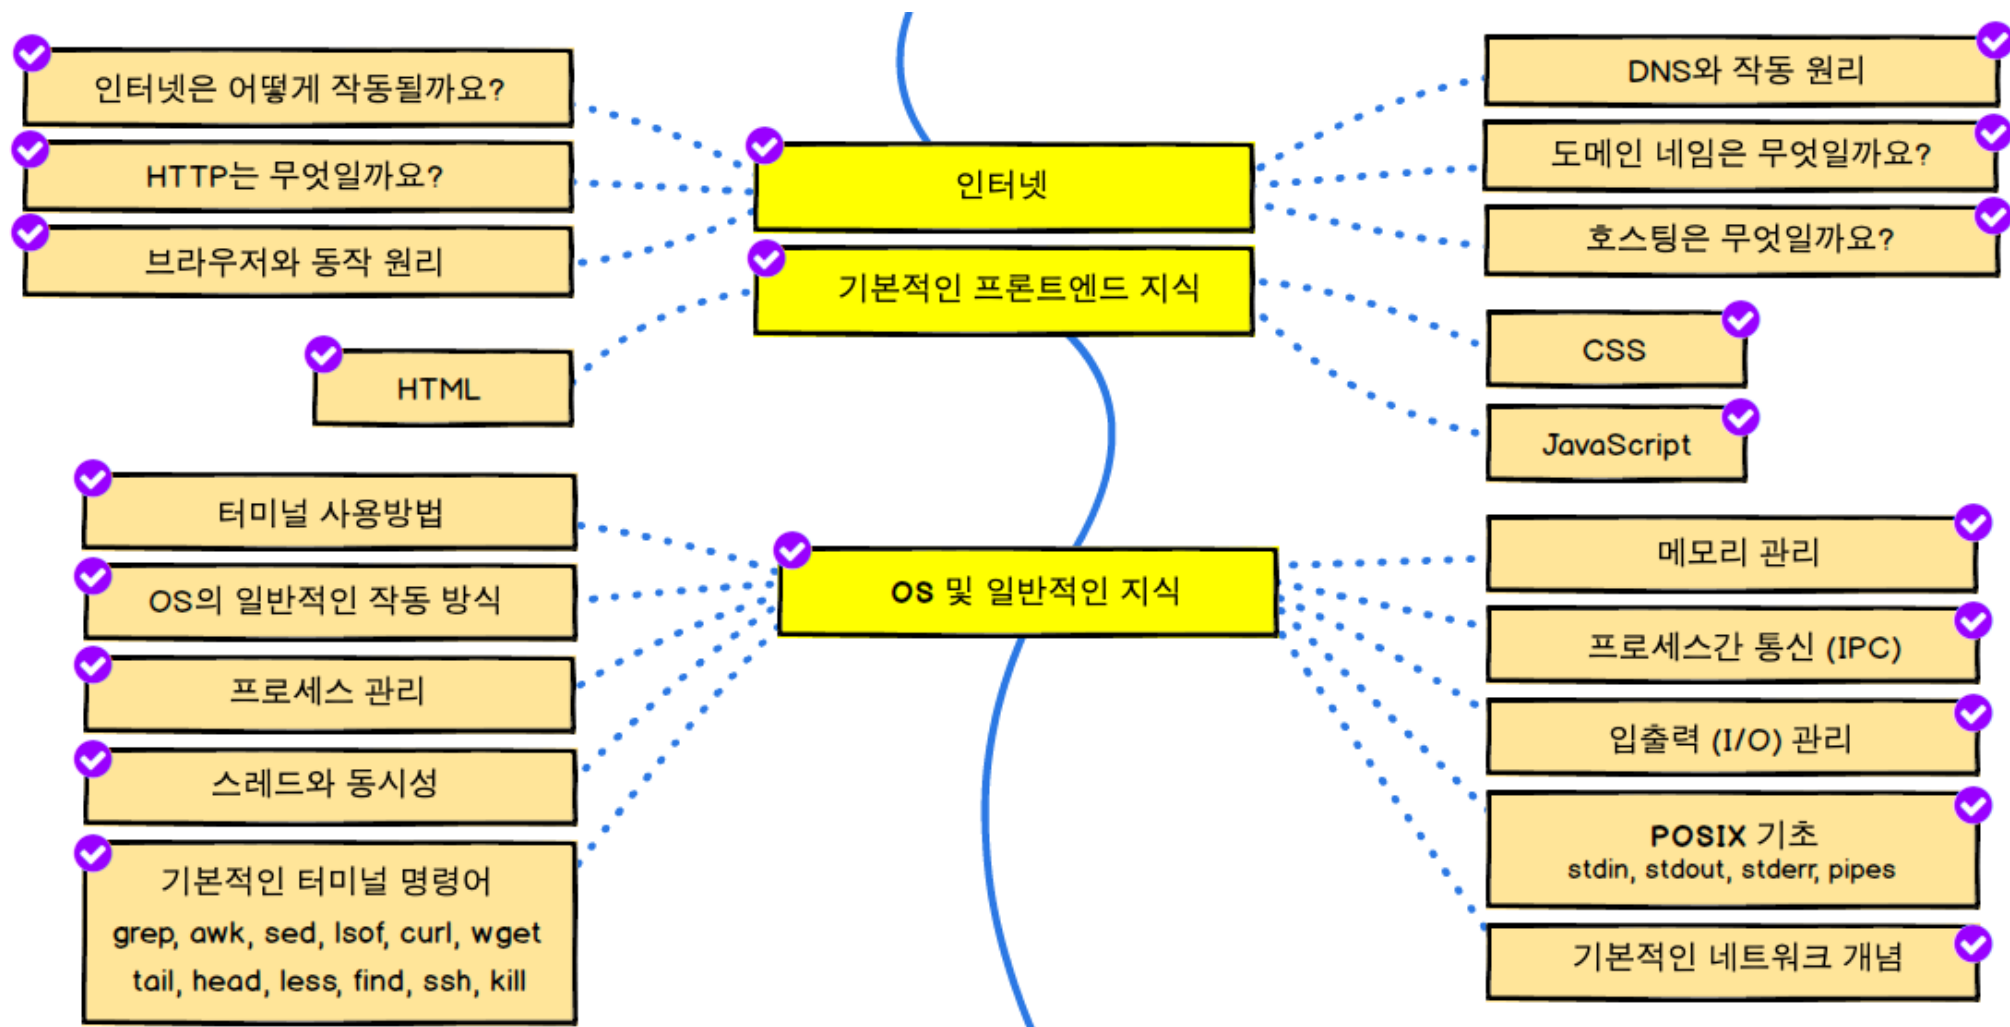 인터넷은 어떻게 작동될까요?
HTTP는 무엇일까요?
브라우저와 동작 원리
인터넷
DNS와 작동 원리
도메인 네임은 무엇일까요?
호스팅은 무엇일까요?
기본적인 프론트엔드 지식
HTML
CSS
JavaScript
터미널 사용방법
OS의 일반적인 작동 방식
프로세스 관리
스레드와 동시성
기본적인 터미널 명령어
grep, awk, sed, lsof, curl, wget
tail, head, less, find, ssh, kill
OS 및 일반적인 지식
메모리 관리
프로세스간 통신 (IPC)
입출력 (I/O) 관리
POSIX 기초
stdin, stdout, stderr, pipes
기본적인 네트워크 개념